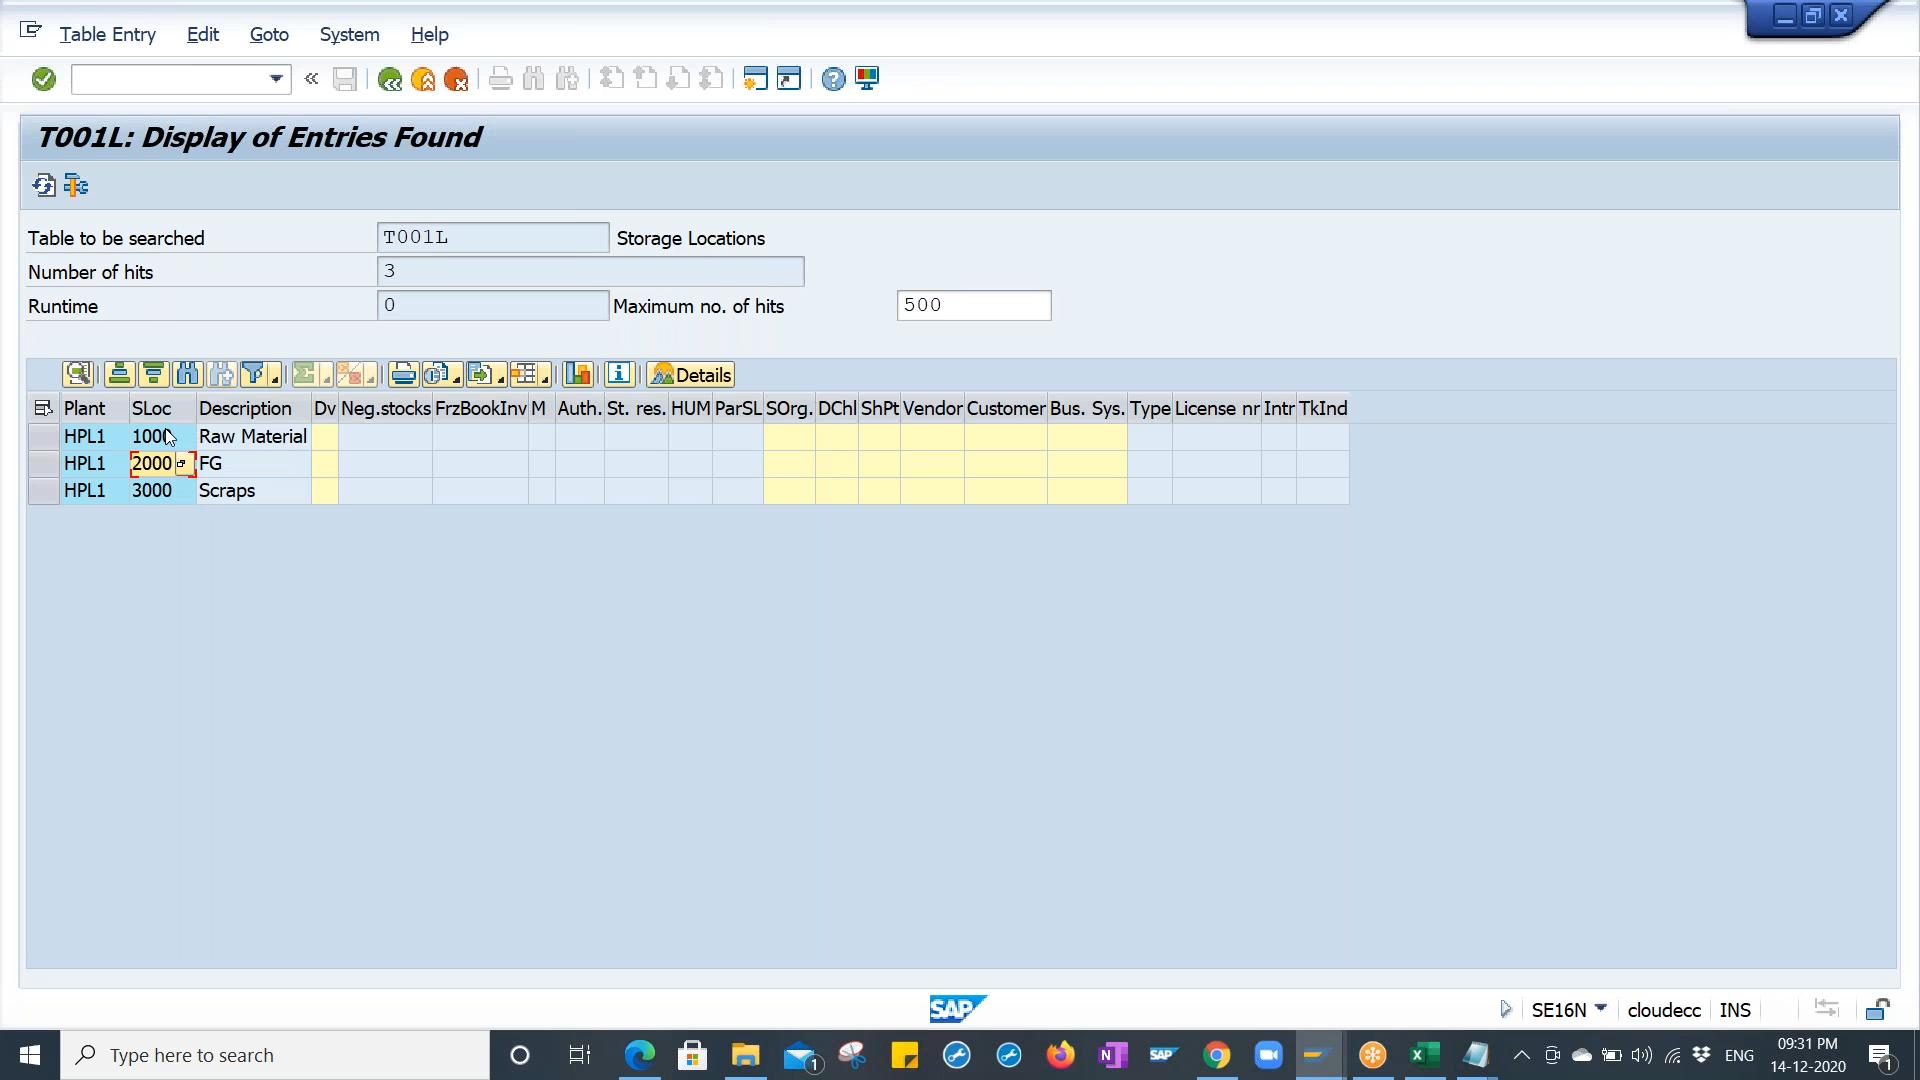 Table Entry Edit Goto System Help
T001L: Display of Entries Found
Table to be searched T001L Storage Locations
Number of hits 3
Runtime 0 Maximum no. of hits 500
Details
Plant SLoc Description Dv Neg.stocks FrzBookInv M Auth. St. res. HUM ParSL SOrg. DChl ShPt Vendor Customer Bus. Sys. Type License nr Intr TkInd
HPL1 1000 Raw Material
HPL1 2000 FG
HPL1 3000 Scraps
SAP SE16N cloudecc INS
Type here to search 1 N SAP ENG 09:31 PM
14-12-2020 1